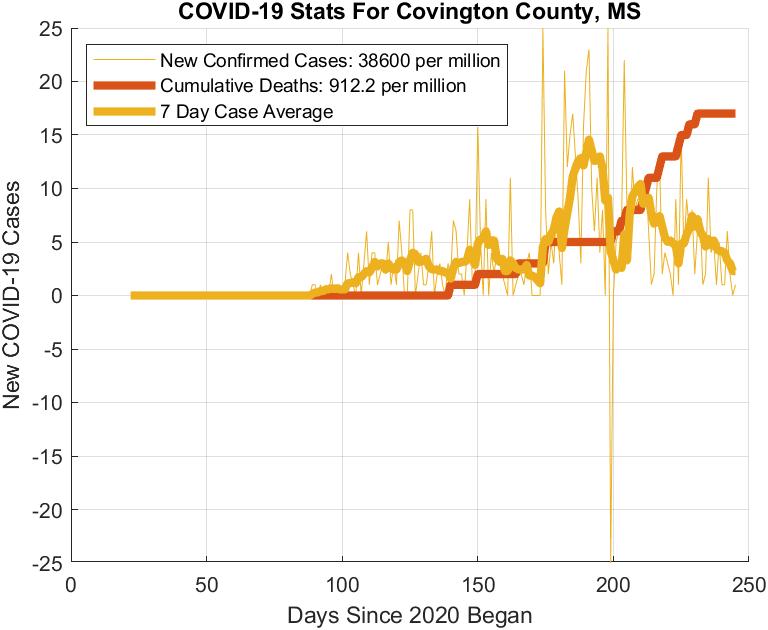 COVID-19 Stats For Covington County, MS
New Confirmed Cases: 38600 per million
Cumulative Deaths: 912.2 per million
7 Day Case Average
New COVID-19 Cases
25
20
15
10
5
0
-5
-10
-15
-20
-25
0 50 100 150 200 250
Days Since 2020 Began